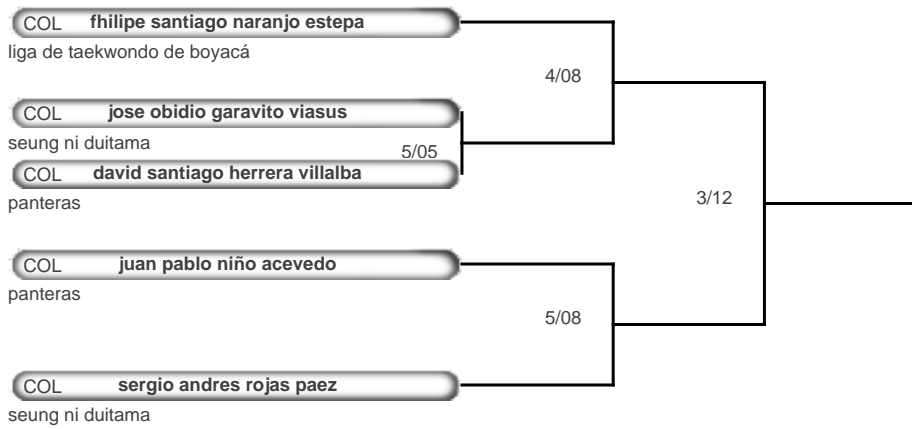 COL fhilipe santiago naranjo estepa
liga de taekwondo de boyacá
4/08
COL jose obidio garavito viasus
seung ni duitama
5/05
COL david santiago herrera villalba
panteras
3/12
COL juan pablo niño acevedo
panteras
5/08
COL sergio andres rojas paez
seung ni duitama